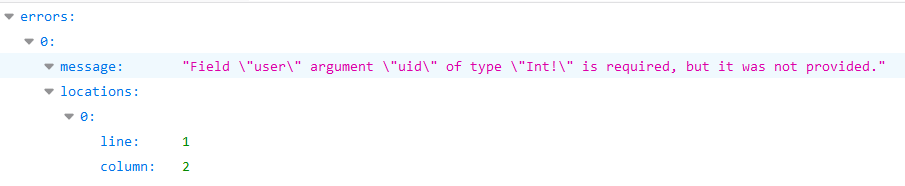 errors:
0:
message: "Field \"user\" argument \"uid\" of type \"Int!\" is required, but it was not provided."
locations:
0:
line: 1
column: 2